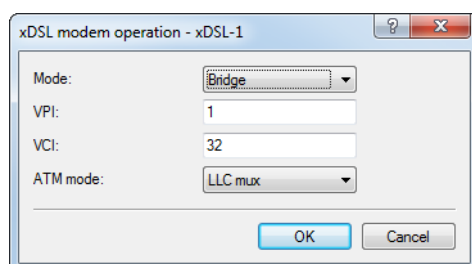 xDSL modem operation - xDSL-1
Mode: Bridge
VPI: 1
VCI: 32
ATM mode: LLC mux
OK Cancel